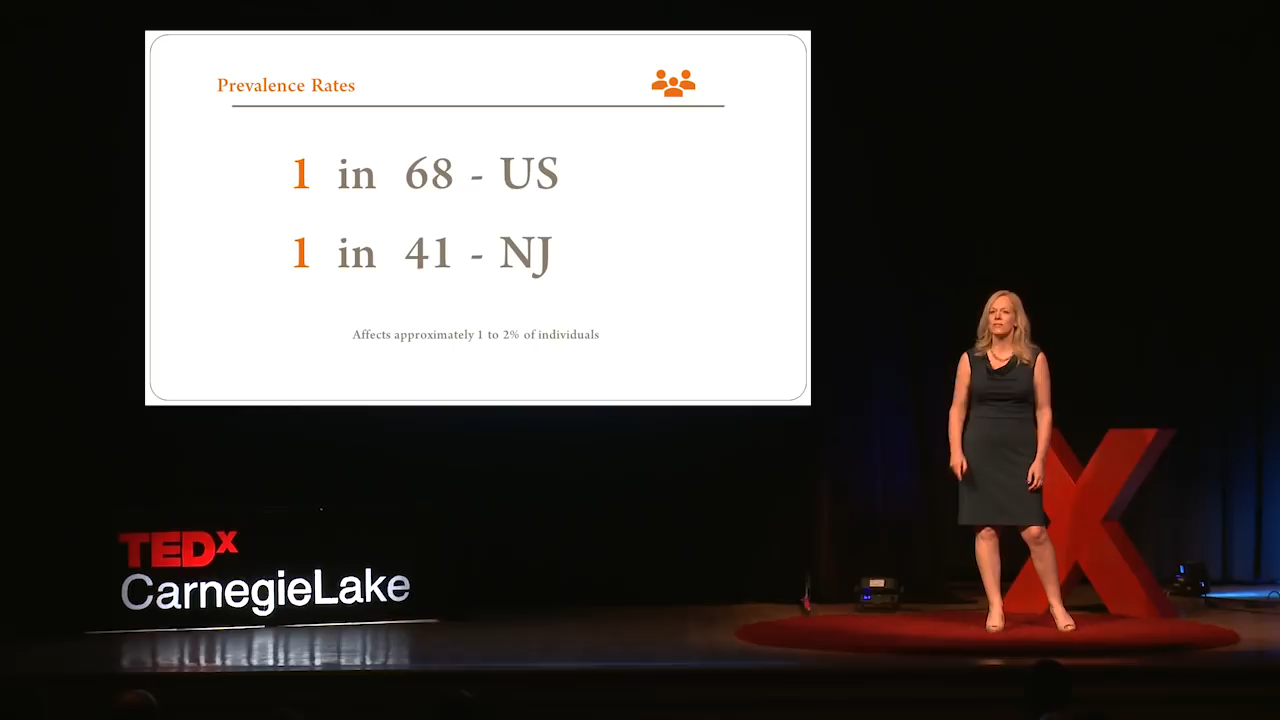 Prevalence Rates
1 in 68 - US
1 in 41 - NJ
Affects approximately 1 to 2% of individuals
TEDx
CarnegieLake
X